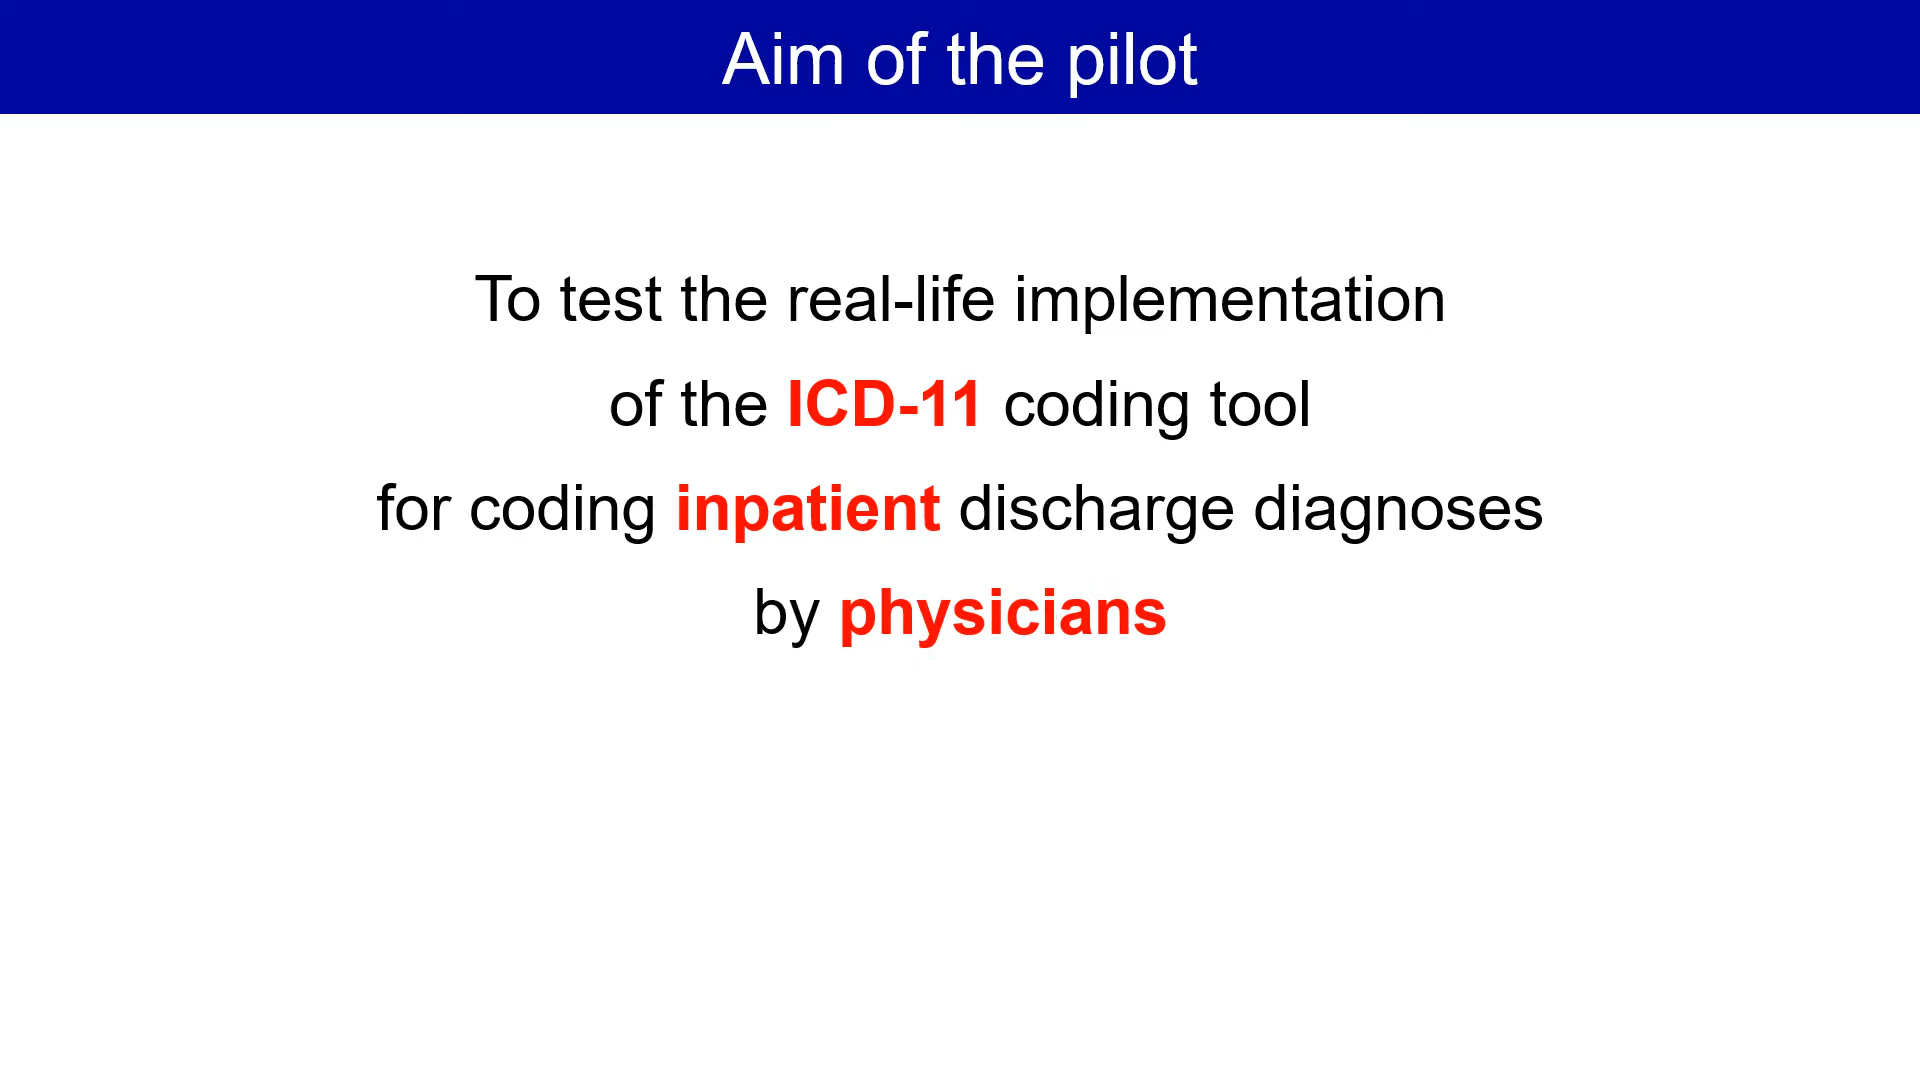 Aim of the pilot
To test the real-life implementation
of the ICD-11 coding tool
for coding inpatient discharge diagnoses
by physicians